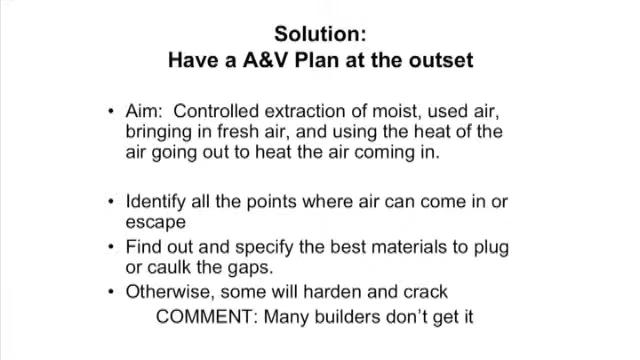 Solution:
Have a A&V Plan at the outset
• Aim: Controlled extraction of moist, used air,
bringing in fresh air, and using the heat of the
air going out to heat the air coming in.
• Identify all the points where air can come in or
escape
• Find out and specify the best materials to plug
or caulk the gaps.
• Otherwise, some will harden and crack
COMMENT: Many builders don't get it